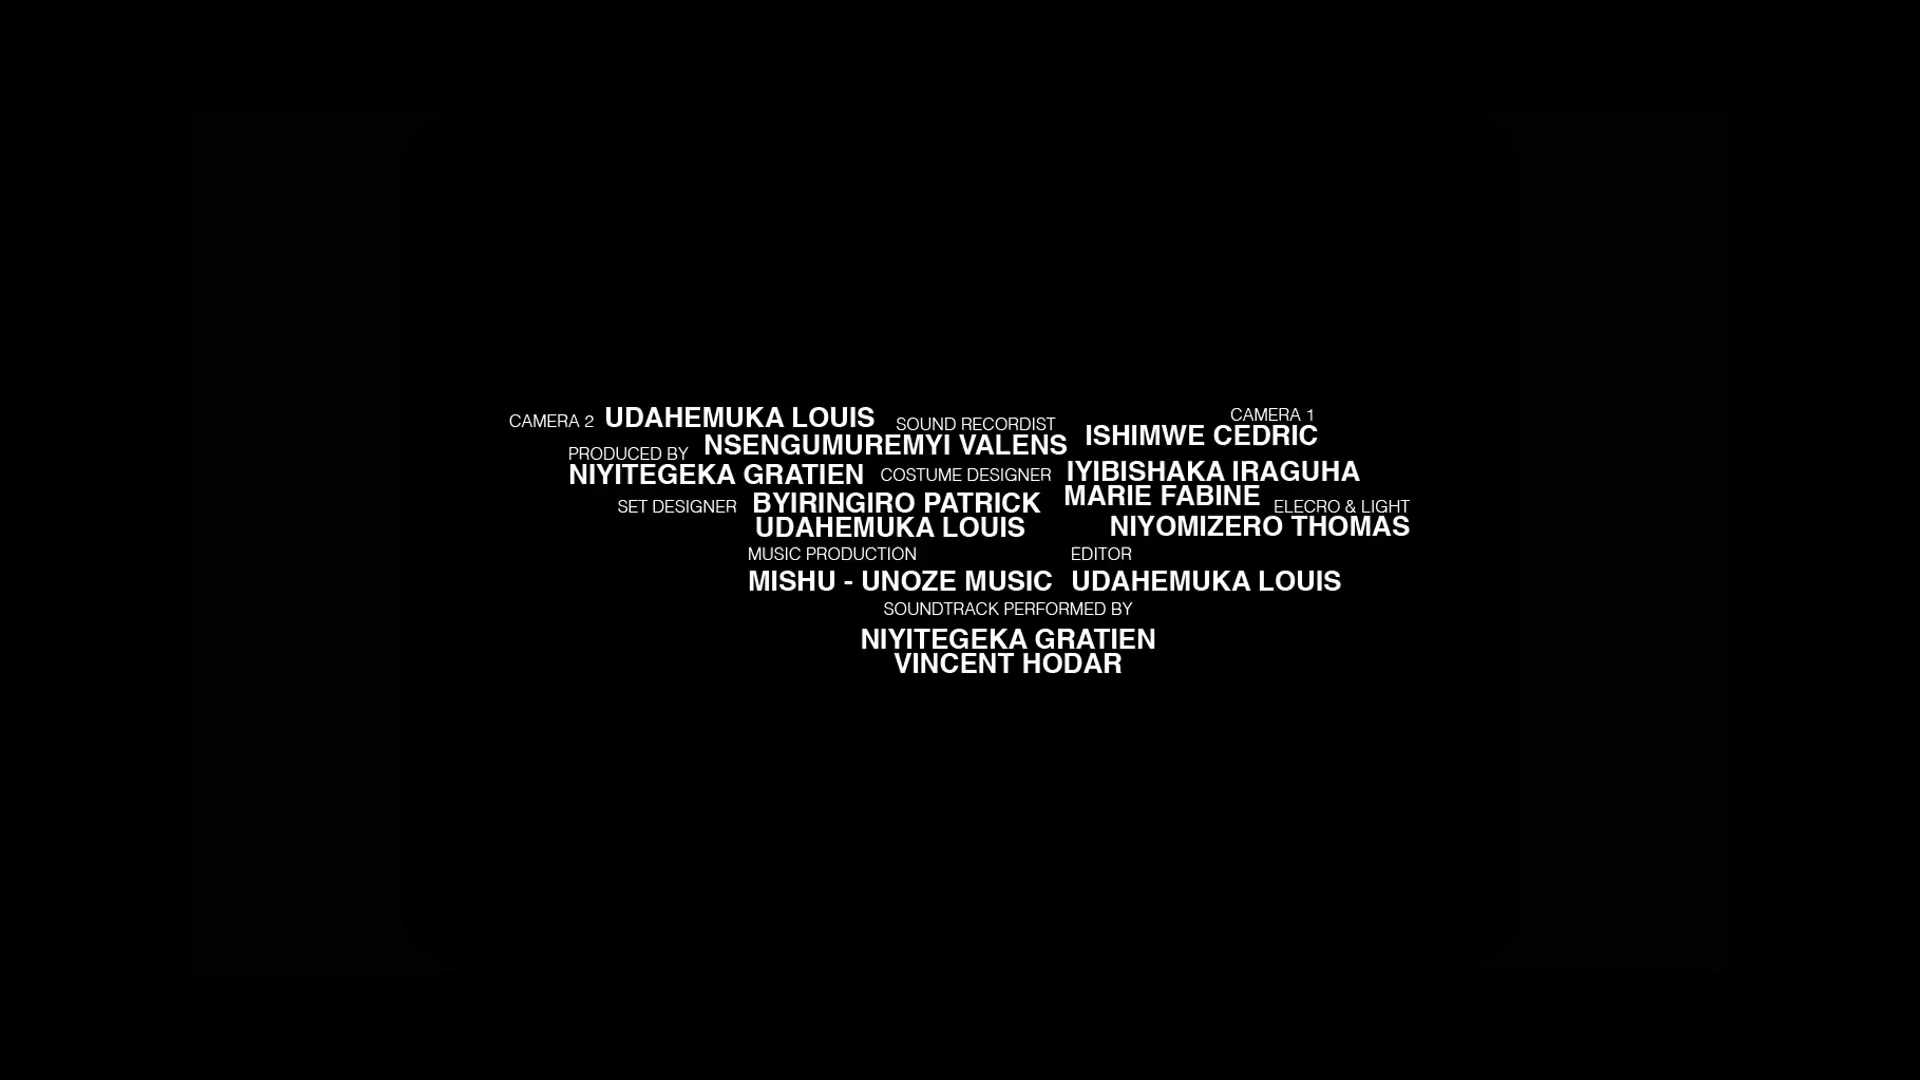 CAMERA 2 UDAHEMUKA LOUIS
SOUND RECORDIST
NSENGUMUREMYI VALENS
CAMERA 1
ISHIMWE CEDRIC
PRODUCED BY
NIYITEGEKA GRATIEN
COSTUME DESIGNER IYIBISHAKA IRAGUHA
MARIE FABINE
SET DESIGNER BYIRINGIRO PATRICK
UDAHEMUKA LOUIS
ELECRO & LIGHT
NIYOMIZERO THOMAS
MUSIC PRODUCTION
MISHU - UNOZE MUSIC
EDITOR
UDAHEMUKA LOUIS
SOUNDTRACK PERFORMED BY
NIYITEGEKA GRATIEN
VINCENT HODAR